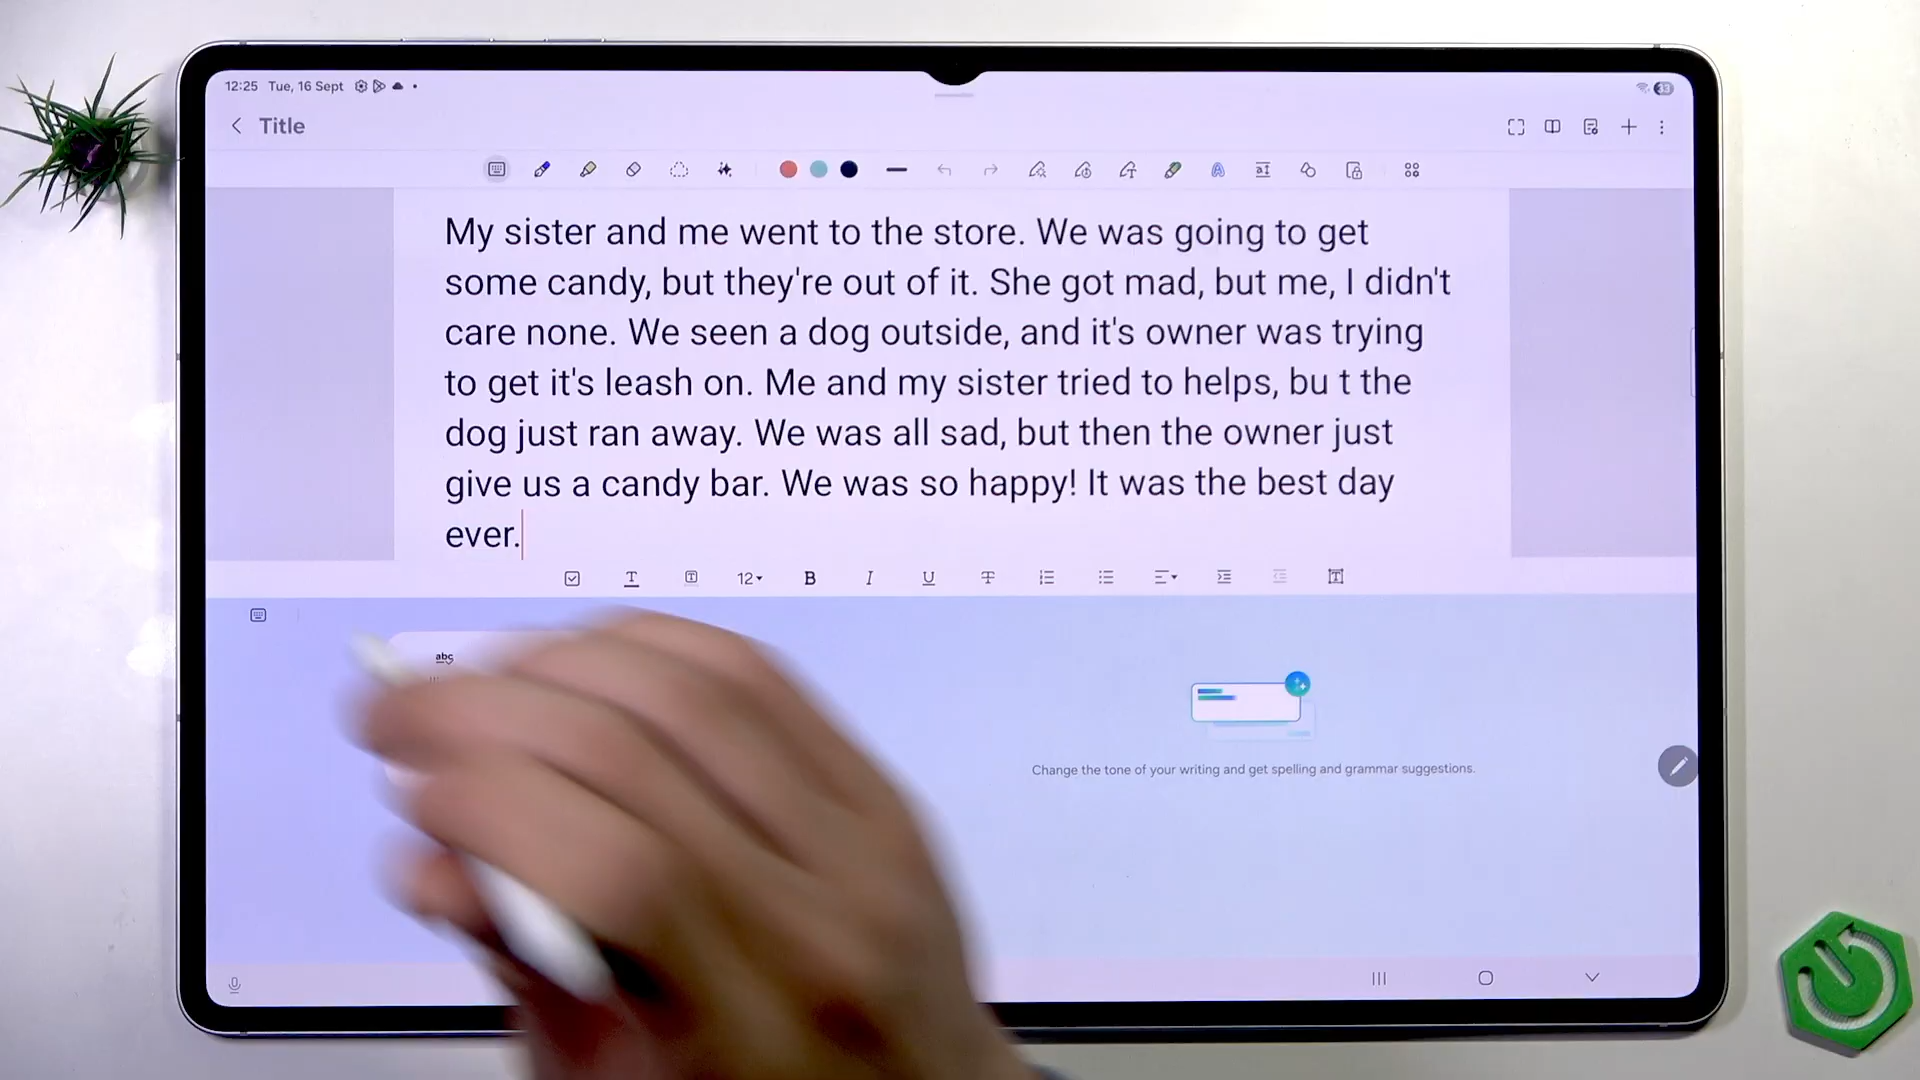 12:25 Tue, 16 Sept
33
Title
My sister and me went to the store. We was going to get
some candy, but they're out of it. She got mad, but me, I didn't
care none. We seen a dog outside, and it's owner was trying
to get it's leash on. Me and my sister tried to helps, bu t the
dog just ran away. We was all sad, but then the owner just
give us a candy bar. We was so happy! It was the best day
ever.
T T 12 B I U T T
abc
Change the tone of your writing and get spelling and grammar suggestions.